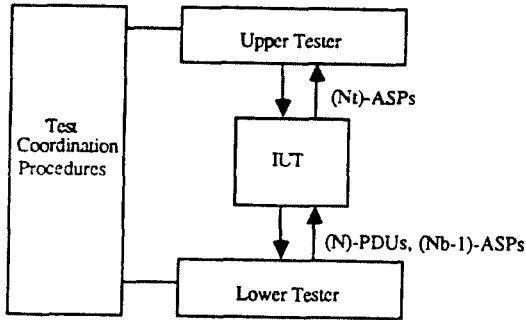 Upper Tester
(Nt)-ASPs
Test
Coordination
Procedures
IUT
(N)-PDUs, (Nb-1)-ASPs
Lower Tester